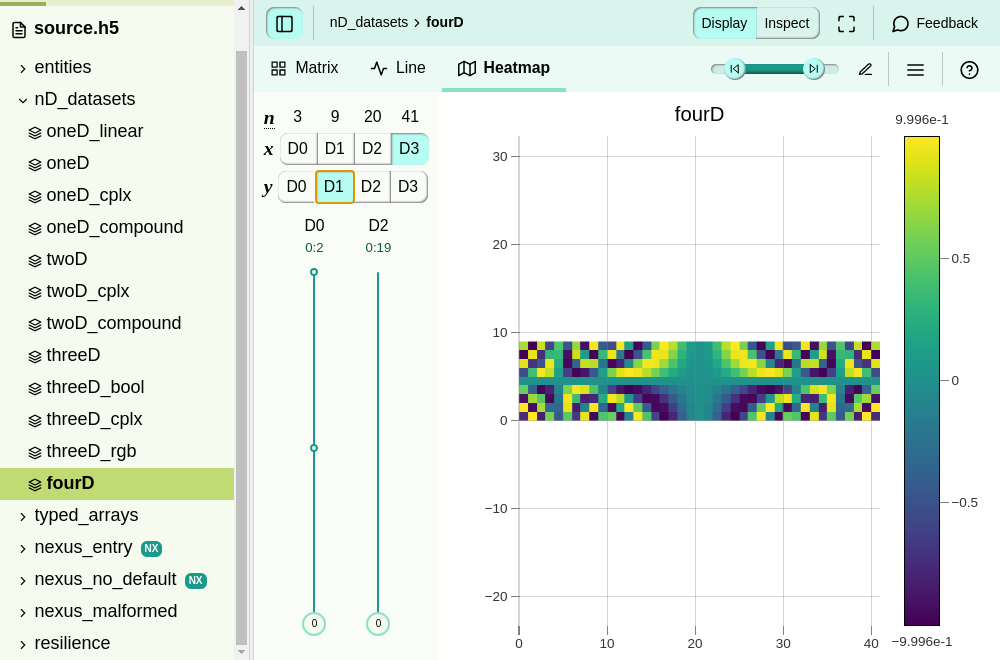 source.h5
entities
nD_datasets
oneD_linear
oneD
oneD_cplx
oneD_compound
twoD
twoD_cplx
twoD_compound
threeD
threeD_bool
threeD_cplx
threeD_rgb
fourD
typed_arrays
nexus_entry NX
nexus_no_default NX
nexus_malformed
resilience
nD_datasets › fourD
Display Inspect Feedback
Matrix Line Heatmap
n 3 9 20 41
x D0 D1 D2 D3
y D0 D1 D2 D3
D0 D2
0:2 0:19
0 0
fourD
30
20
10
0
−10
−20
0 10 20 30 40
9.996e-1
0.5
0
−0.5
−9.996e-1